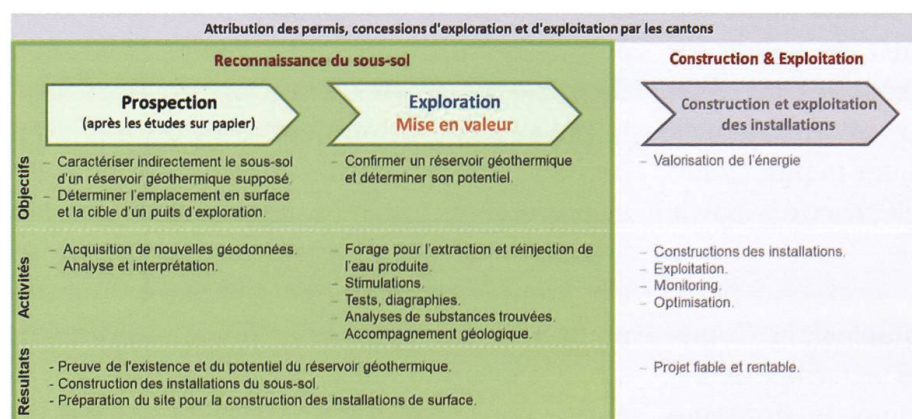 Attribution des permis, concessions d'exploration et d'exploitation par les cantons
Reconnaissance du sous-sol
Construction & Exploitation
Prospection
(après les études sur papier)
Exploration
Mise en valeur
Construction et exploitation
des installations
Objectifs
– Caractériser indirectement le sous-sol
d'un réservoir géothermique supposé.
– Déterminer l'emplacement en surface
et la cible d'un puits d'exploration.
– Confirmer un réservoir géothermique
et déterminer son potentiel.
– Valorisation de l'énergie
Activités
– Acquisition de nouvelles géodonnées.
– Analyse et interprétation.
– Forage pour l'extraction et réinjection de
l'eau produite.
– Stimulations.
– Tests, diagraphies.
– Analyses de substances trouvées.
– Accompagnement géologique.
– Constructions des installations.
– Exploitation.
– Monitoring.
– Optimisation.
Résultats
- Preuve de l'existence et du potentiel du réservoir géothermique.
- Construction des installations du sous-sol.
- Préparation du site pour la construction des installations de surface.
– Projet fiable et rentable.